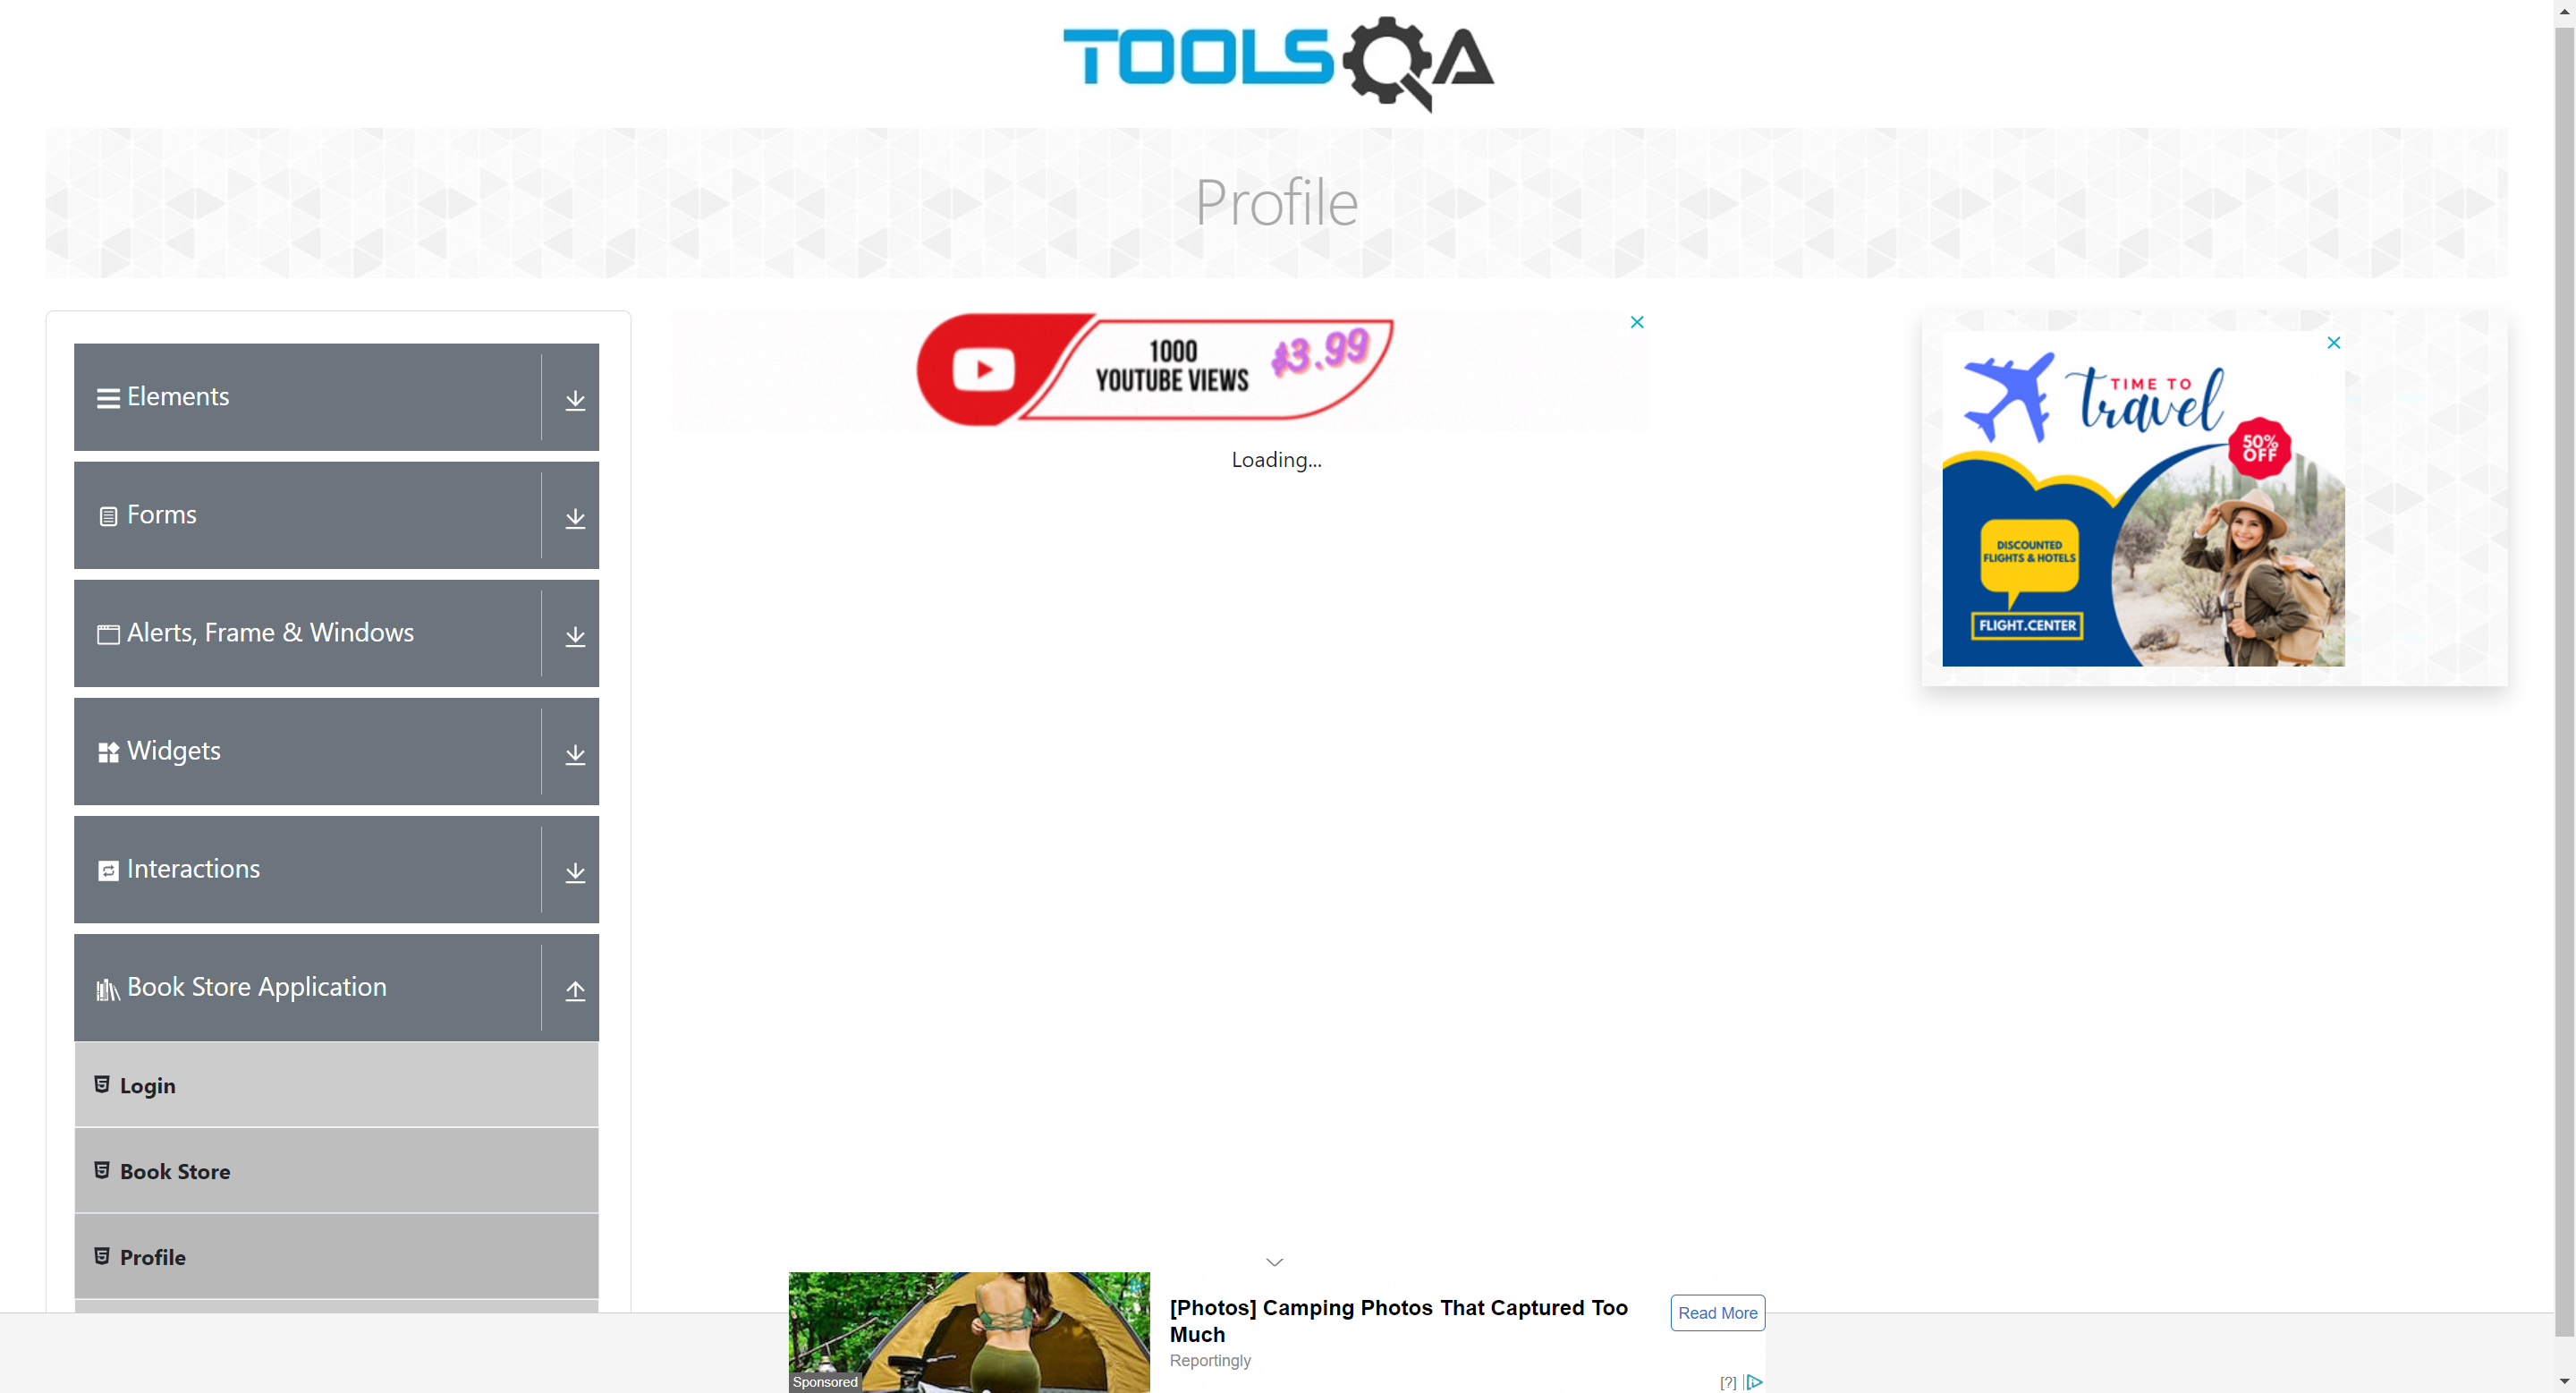 TOOLSQA
Profile
Elements
Forms
Alerts, Frame & Windows
Widgets
Interactions
Book Store Application
Login
Book Store
Profile
1000
YOUTUBE VIEWS
$3.99
Loading...
TIME TO
travel
50%
OFF
DISCOUNTED
FLIGHTS & HOTELS
FLIGHT.CENTER
Sponsored
[Photos] Camping Photos That Captured Too
Much
Reportingly
Read More
[?]